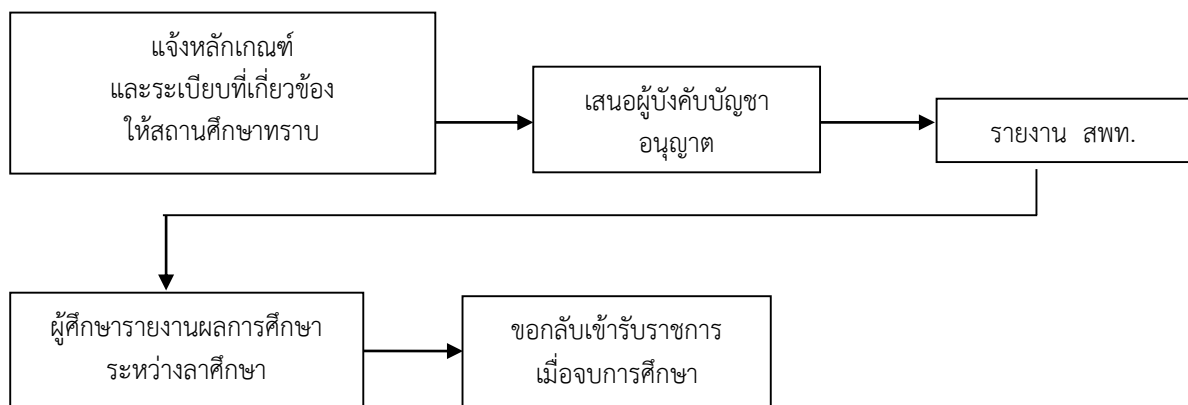 แจ้งหลักเกณฑ์
และระเบียบที่เกี่ยวข้อง
ให้สถานศึกษาทราบ
เสนอผู้บังคับบัญชา
อนุญาต
รายงาน สพท.
ผู้ศึกษารายงานผลการศึกษา
ระหว่างลาศึกษา
ขอกลับเข้ารับราชการ
เมื่อจบการศึกษา